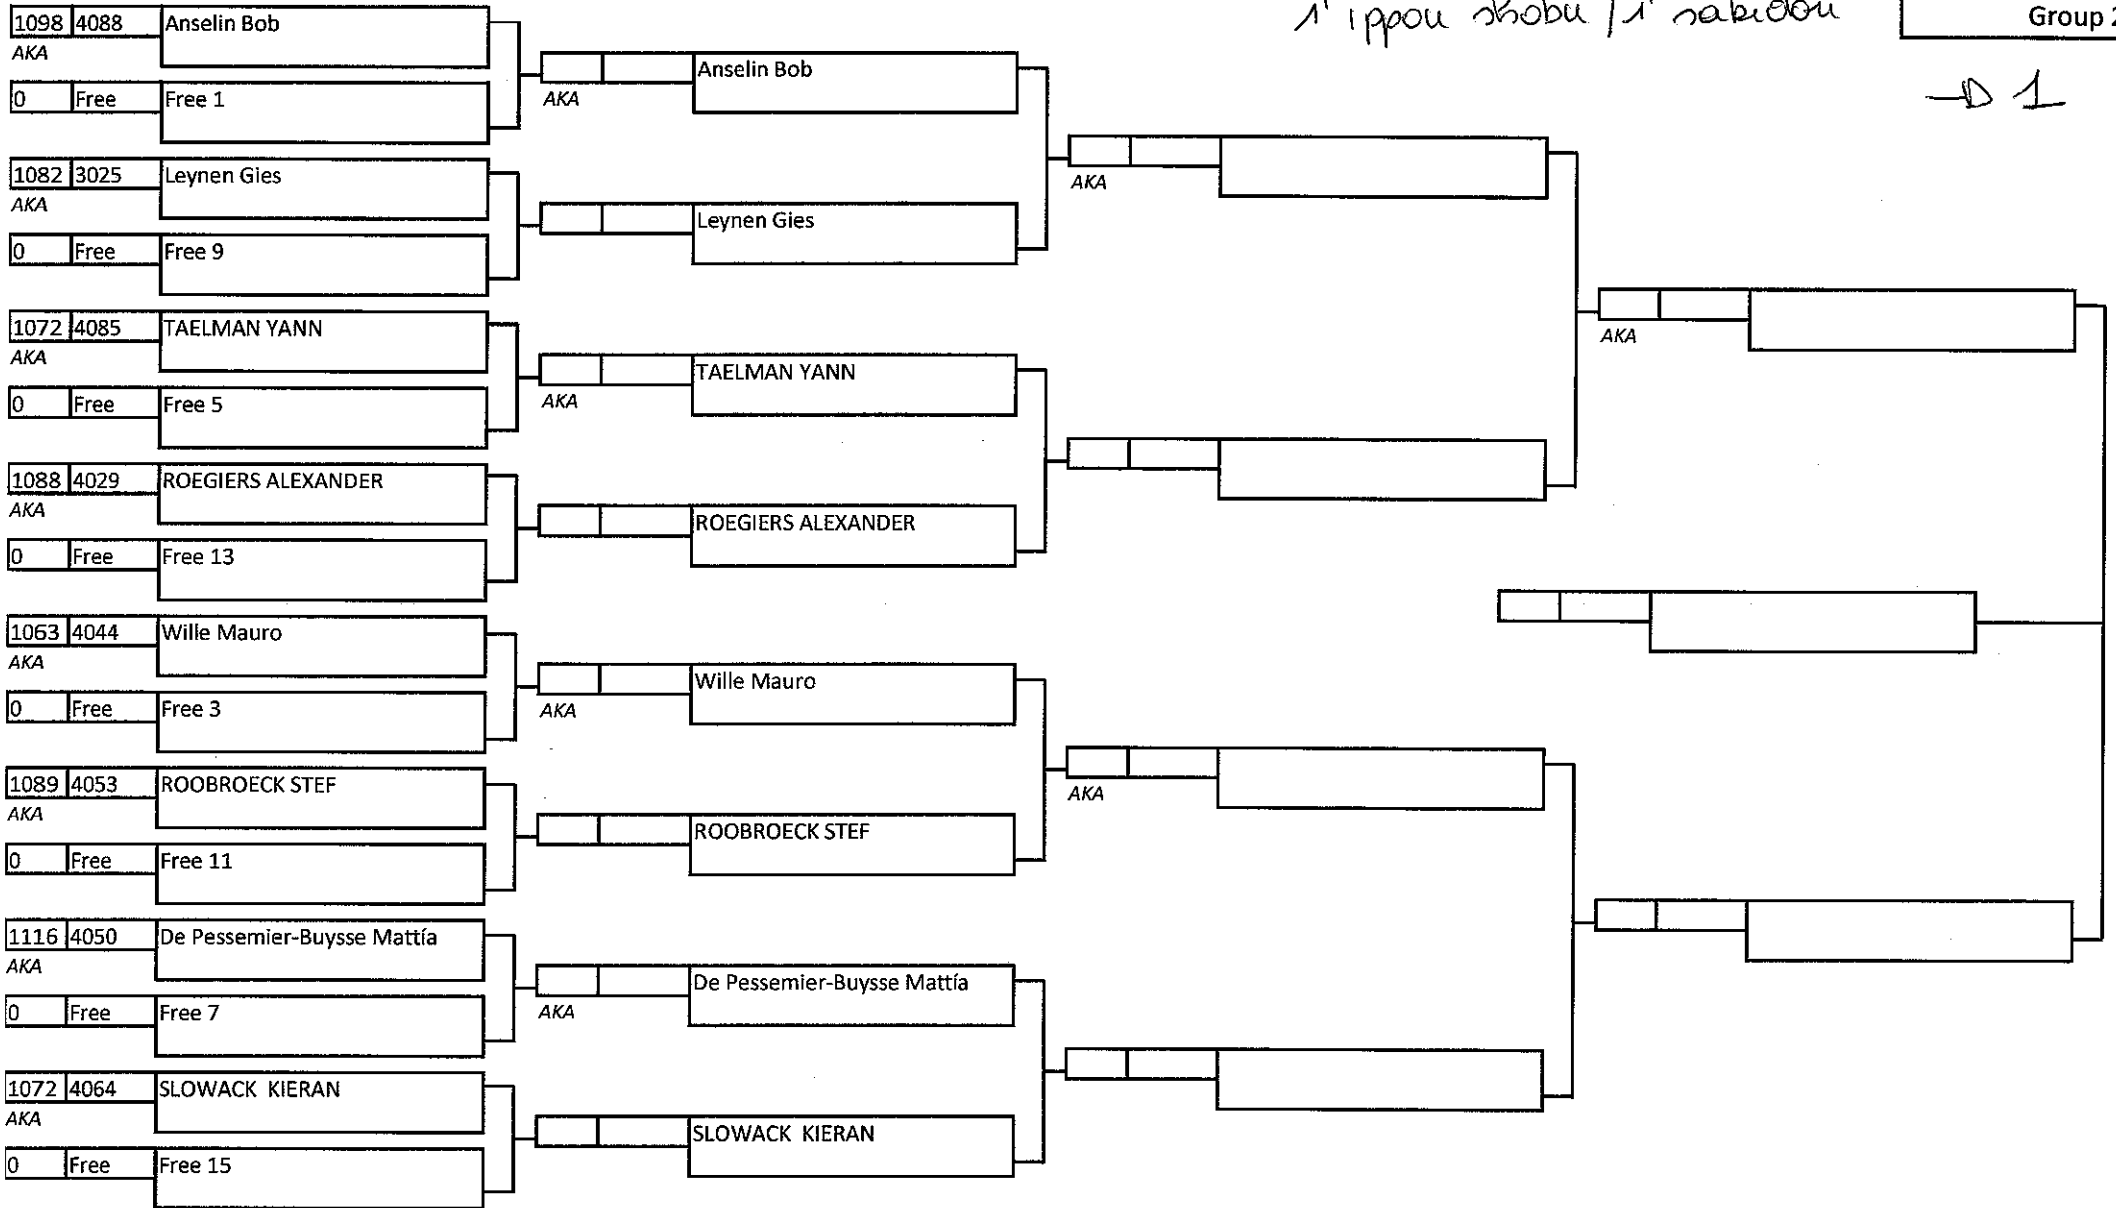 1' ippon shobu / 1' sanbidou
Group 2
→ 1
1098 4088 Anselin Bob
AKA
0 Free Free 1
AKA Anselin Bob
1082 3025 Leynen Gies
AKA
0 Free Free 9
Leynen Gies
AKA
1072 4085 TAELMAN YANN
AKA
0 Free Free 5
AKA TAELMAN YANN
1088 4029 ROEGIERS ALEXANDER
AKA
0 Free Free 13
ROEGIERS ALEXANDER
AKA
1063 4044 Wille Mauro
AKA
0 Free Free 3
AKA Wille Mauro
1089 4053 ROOBROECK STEF
AKA
0 Free Free 11
ROOBROECK STEF
AKA
1116 4050 De Pessemier-Buysse Mattía
AKA
0 Free Free 7
AKA De Pessemier-Buysse Mattía
1072 4064 SLOWACK KIERAN
AKA
0 Free Free 15
SLOWACK KIERAN